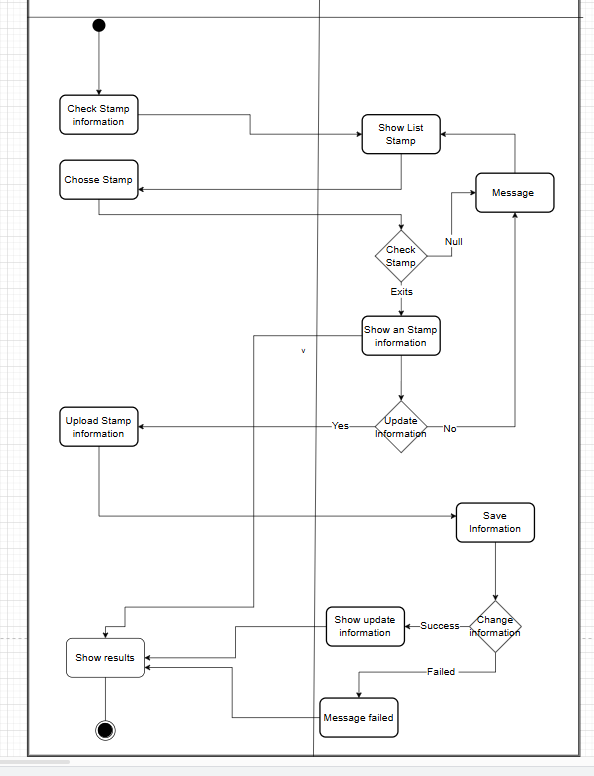 Check Stamp
information
Show List
Stamp
Chosse Stamp
Message
Null
Check
Stamp
Exits
Show an Stamp
information
v
Upload Stamp
information
Yes
Update
Information
No
Save
Information
Show update
information
Success
Change
information
Show results
Failed
Message failed